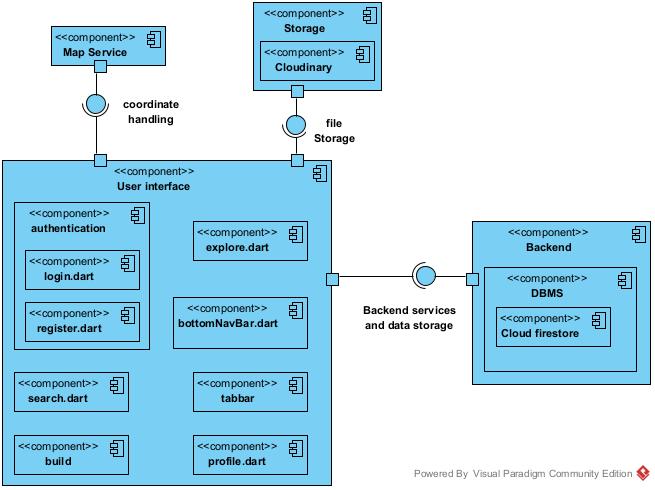 <<component>>
Map Service
<<component>>
Storage
<<component>>
Cloudinary
coordinate
handling
file
Storage
<<component>>
User interface
<<component>>
authentication
<<component>>
login.dart
<<component>>
register.dart
<<component>>
explore.dart
<<component>>
bottomNavBar.dart
<<component>>
search.dart
<<component>>
tabbar
<<component>>
build
<<component>>
profile.dart
Backend services
and data storage
<<component>>
Backend
<<component>>
DBMS
<<component>>
Cloud firestore
Powered By Visual Paradigm Community Edition